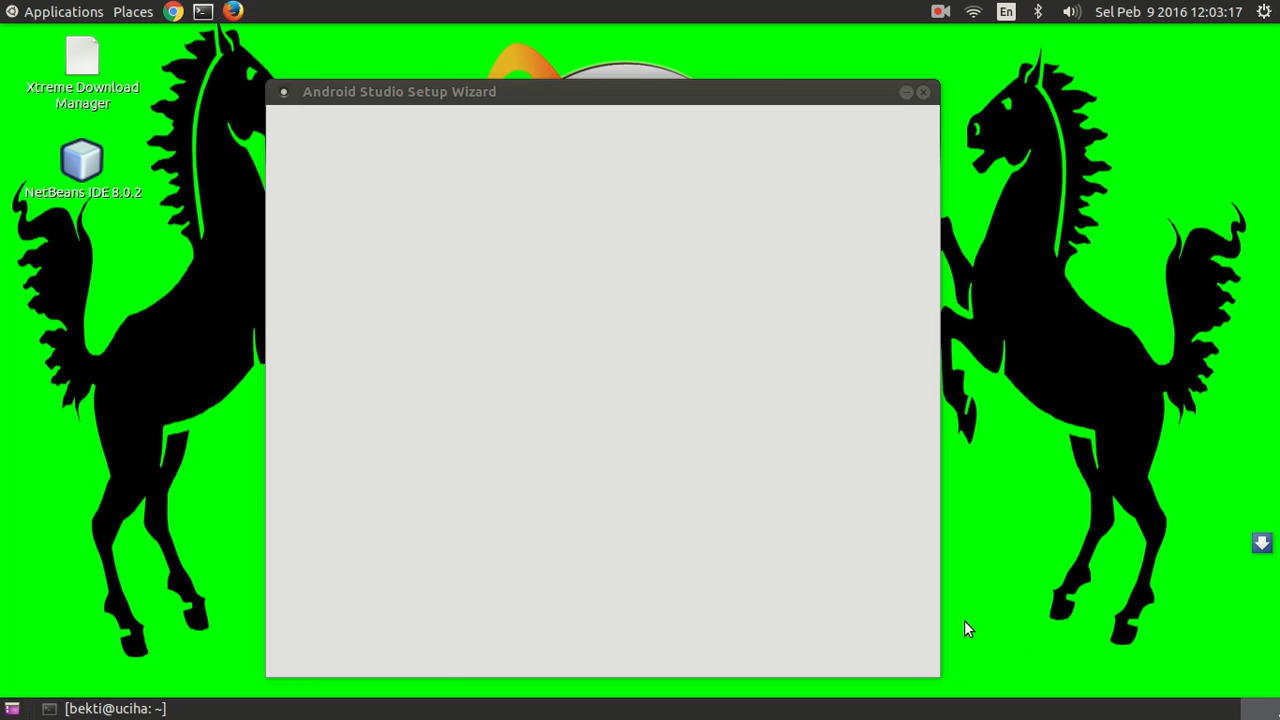 Applications Places En Sel Peb 9 2016 12:03:17
Xtreme Download
Manager
NetBeans IDE 8.0.2
Android Studio Setup Wizard
[bekti@uciha: ~]